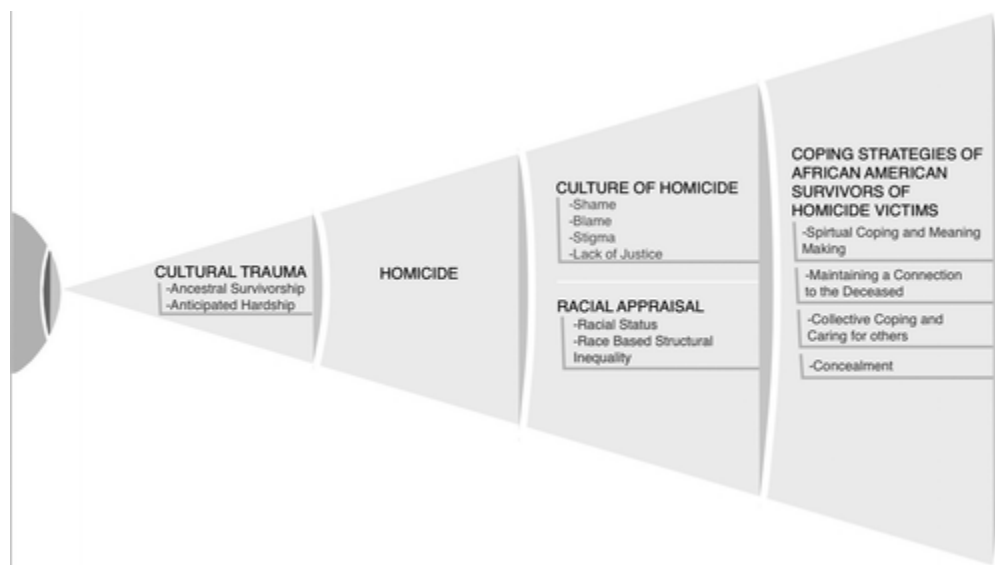 CULTURAL TRAUMA
-Ancestral Survivorship
-Anticipated Hardship
HOMICIDE
CULTURE OF HOMICIDE
-Shame
-Blame
-Stigma
-Lack of Justice
RACIAL APPRAISAL
-Racial Status
-Race Based Structural
Inequality
COPING STRATEGIES OF
AFRICAN AMERICAN
SURVIVORS OF
HOMICIDE VICTIMS
-Spirtual Coping and Meaning
Making
-Maintaining a Connection
to the Deceased
-Collective Coping and
Caring for others
-Concealment